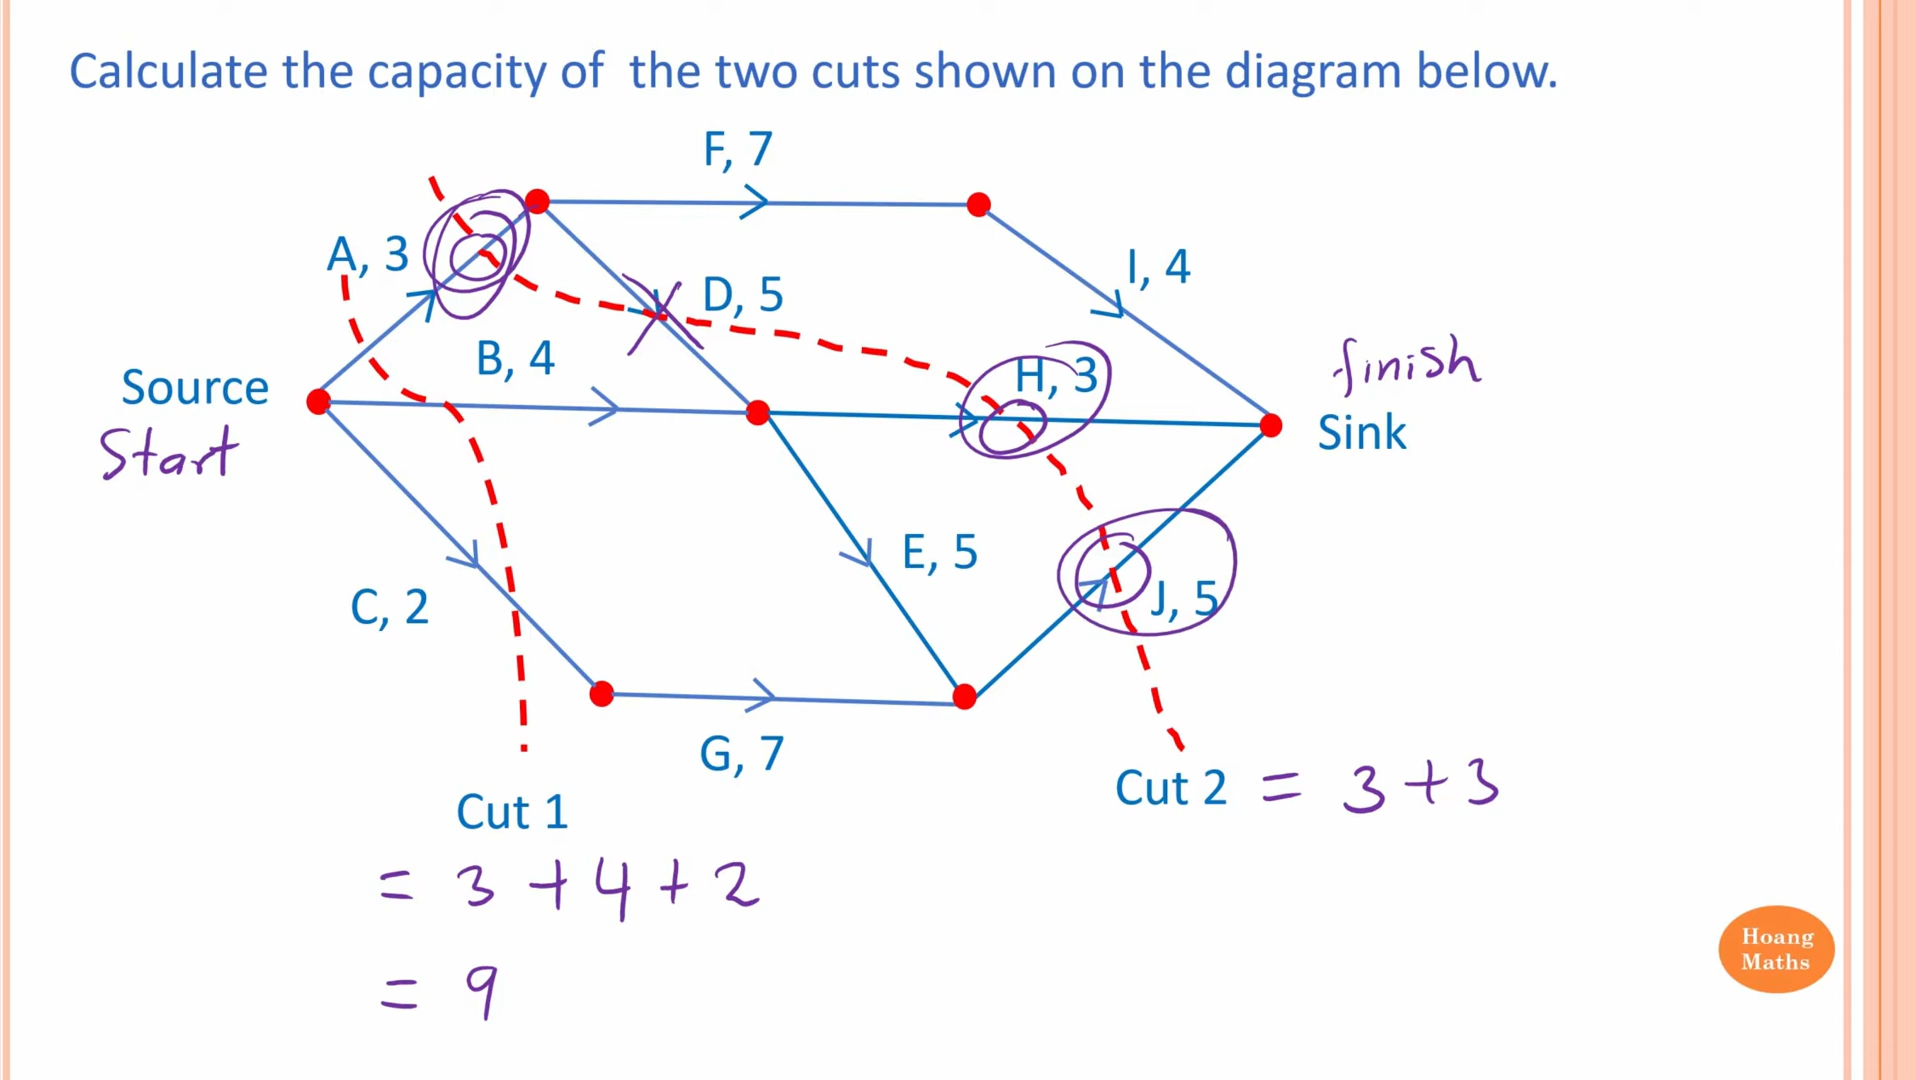 Calculate the capacity of the two cuts shown on the diagram below.
F, 7
A, 3
I, 4
D, 5
B, 4
H, 3
finish
Source
Sink
Start
E, 5
C, 2
J, 5
G, 7
Cut 2 = 3 + 3
Cut 1
= 3 + 4 + 2
= 9
Hoang
Maths